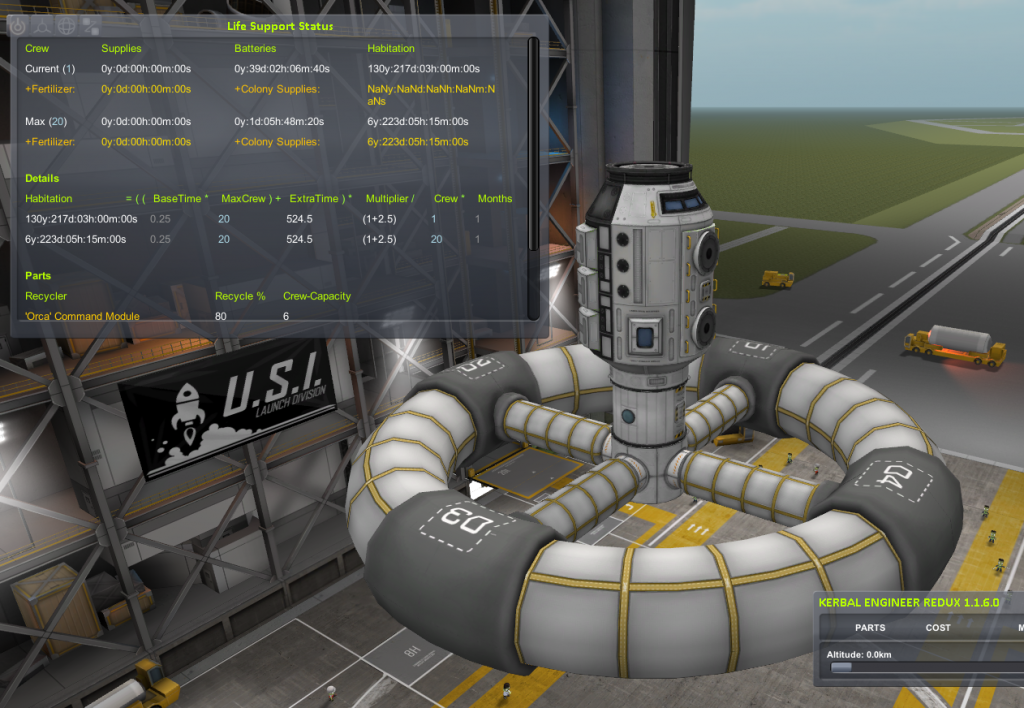 Life Support Status
Crew Supplies Batteries Habitation
Current (1) 0y:0d:00h:00m:00s 0y:39d:02h:06m:40s 130y:217d:03h:00m:00s
+Fertilizer: 0y:0d:00h:00m:00s +Colony Supplies: NaNy:NaNd:NaNh:NaNm:N
aNs
Max (20) 0y:0d:00h:00m:00s 0y:1d:05h:48m:20s 6y:223d:05h:15m:00s
+Fertilizer: 0y:0d:00h:00m:00s +Colony Supplies: 6y:223d:05h:15m:00s
Details
Habitation = ( ( BaseTime * MaxCrew ) + ExtraTime ) * Multiplier / Crew * Months
130y:217d:03h:00m:00s 0.25 20 524.5 (1+2.5) 1 1
6y:223d:05h:15m:00s 0.25 20 524.5 (1+2.5) 20 1
Parts
Recycler Recycle % Crew-Capacity
'Orca' Command Module 80 6
U.S.I.
LAUNCH DIVISION
02
01
03
04
KERBAL ENGINEER REDUX 1.1.6.0
PARTS COST M
Altitude: 0.0km